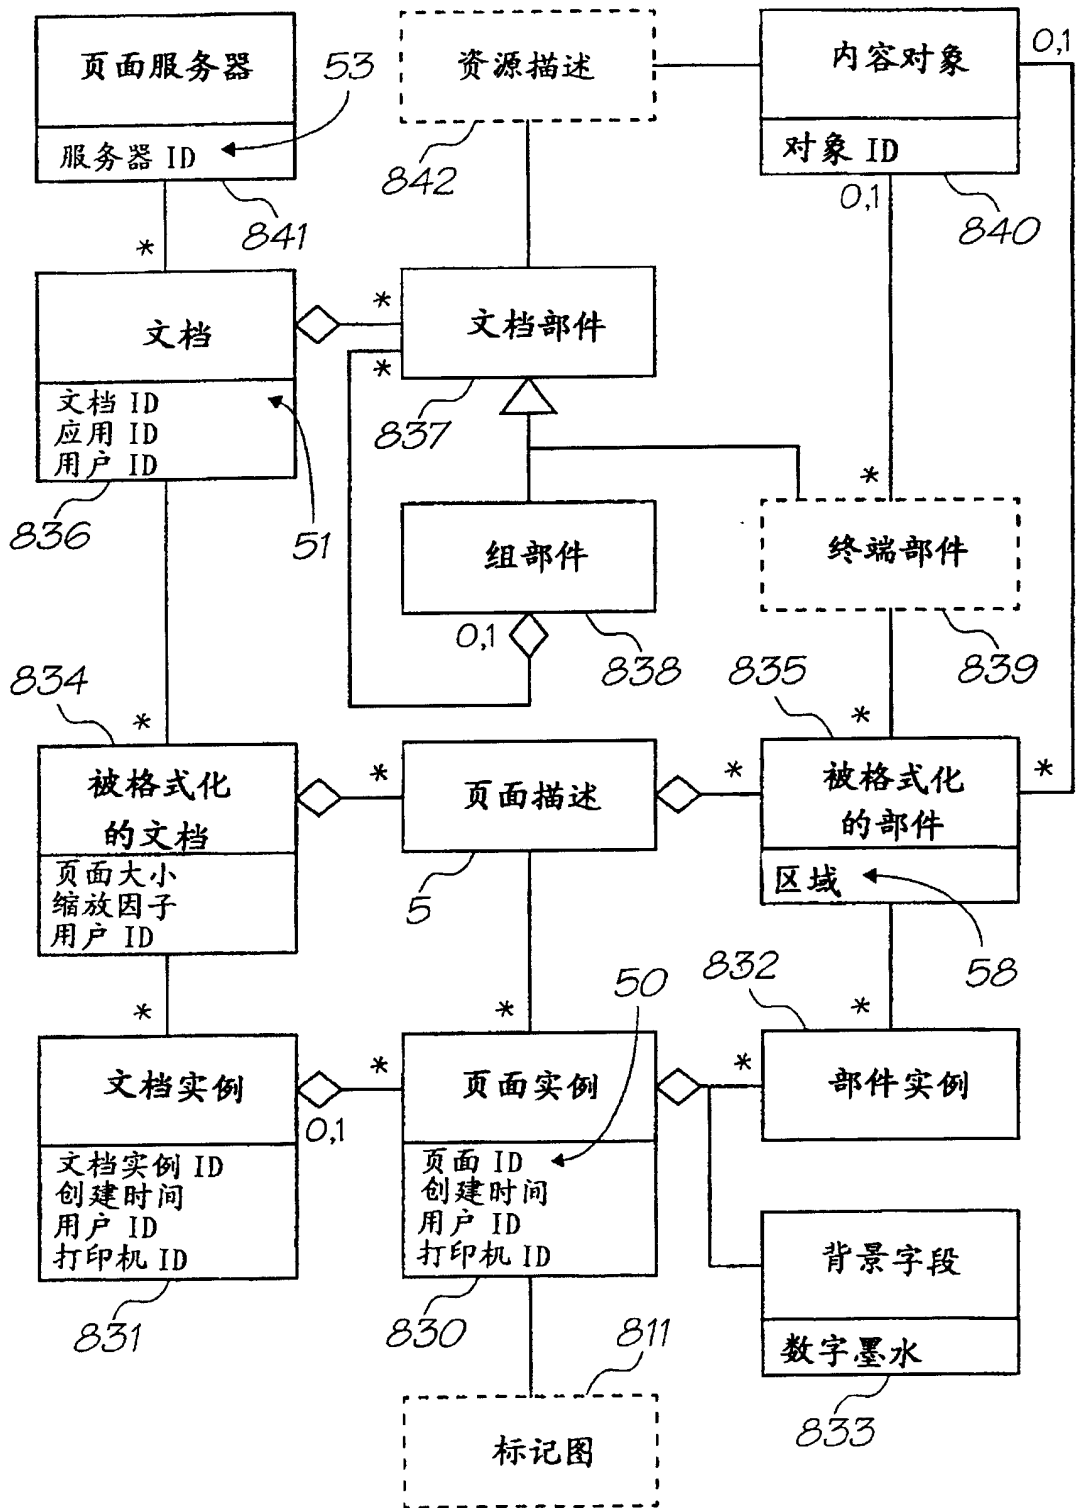 页面服务器
53
服务器 ID
841
资源描述
842
内容对象
0,1
对象 ID
0,1
840
*
文档
文档 ID
应用 ID
用户 ID
836
51
*
文档部件
*
837
组部件
0,1
838
*
终端部件
839
834
*
被格式化
的文档
页面大小
缩放因子
用户 ID
*
页面描述
5
*
835
*
被格式化
的部件
*
区域
58
*
文档实例
0,1
文档实例 ID
创建时间
用户 ID
打印机 ID
831
*
*
50
页面实例
页面 ID
创建时间
用户 ID
打印机 ID
830
832
*
*
部件实例
背景字段
数字墨水
833
811
标记图